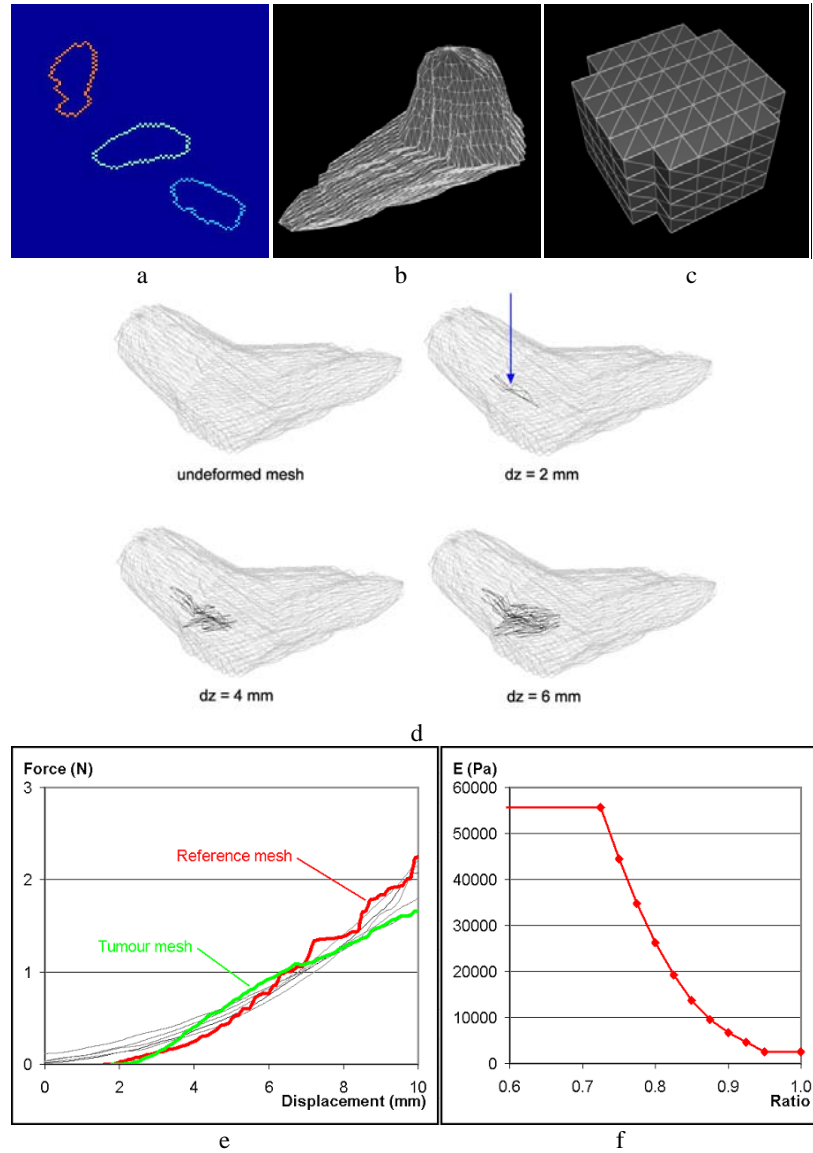 a
b
c
undeformed mesh
dz = 2 mm
dz = 4 mm
dz = 6 mm
d
Force (N)
3
2
1
0
Reference mesh
Tumour mesh
0
2
4
6
8
10
Displacement (mm)
e
E (Pa)
60000
50000
40000
30000
20000
10000
0
0.6
0.7
0.8
0.9
1.0
Ratio
f